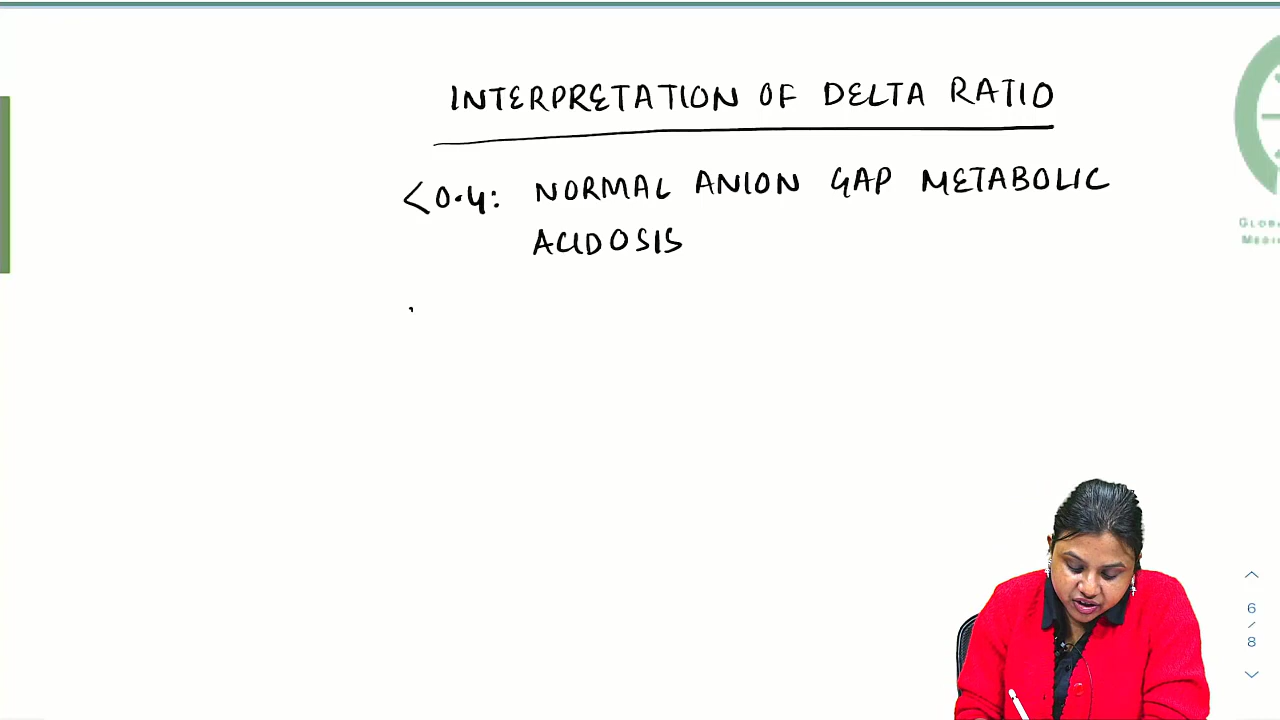 INTERPRETATION OF DELTA RATIO
<0.4: NORMAL ANION GAP METABOLIC
ACIDOSIS
6
/
8